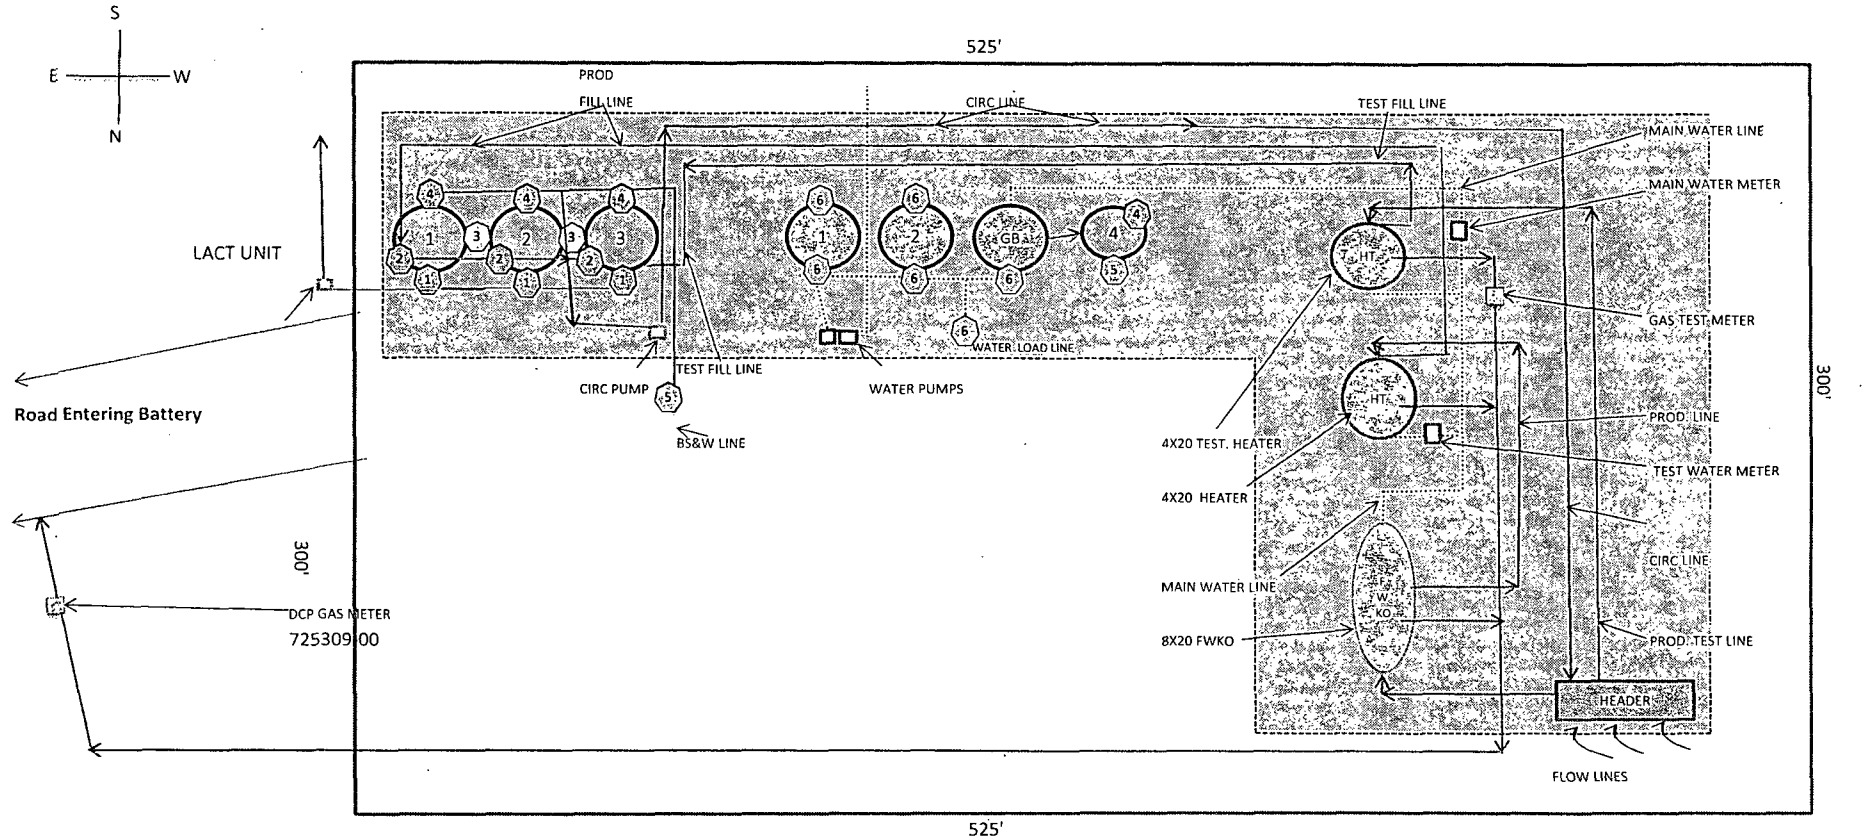 S
E W
N
525'
PROD
FILL LINE
CIRC LINE
TEST FILL LINE
MAIN WATER LINE
MAIN WATER METER
LACT UNIT
4 4 4 6 6 4
1 3 2 3 3 1 2 GB 4 HT
2 2 2
1 1 1 6 6 6 5
GAS TEST METER
6
WATER LOAD LINE
TEST FILL LINE
CIRC PUMP
WATER PUMPS
5
HT
300'
Road Entering Battery
BS&W LINE
4X20 TEST. HEATER
PROD. LINE
TEST WATER METER
4X20 HEATER
300'
CIRC LINE
MAIN WATER LINE
DCP GAS METER
725309-00
W
KO
8X20 FWKO
PROD. TEST LINE
HEADER
FLOW LINES
525'